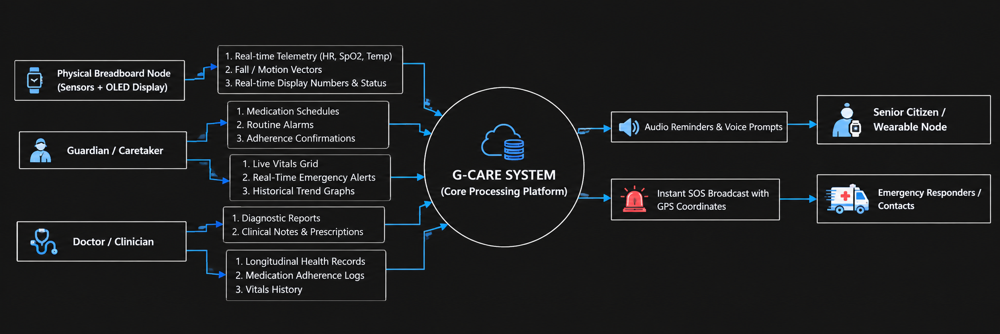 Physical Breadboard Node
(Sensors + OLED Display)
1. Real-time Telemetry (HR, SpO2, Temp)
2. Fall / Motion Vectors
3. Real-time Display Numbers & Status
Guardian / Caretaker
1. Medication Schedules
2. Routine Alarms
3. Adherence Confirmations
1. Live Vitals Grid
2. Real-Time Emergency Alerts
3. Historical Trend Graphs
Doctor / Clinician
1. Diagnostic Reports
2. Clinical Notes & Prescriptions
1. Longitudinal Health Records
2. Medication Adherence Logs
3. Vitals History
G-CARE SYSTEM
(Core Processing Platform)
Audio Reminders & Voice Prompts
Senior Citizen /
Wearable Node
Instant SOS Broadcast with
GPS Coordinates
Emergency Responders /
Contacts